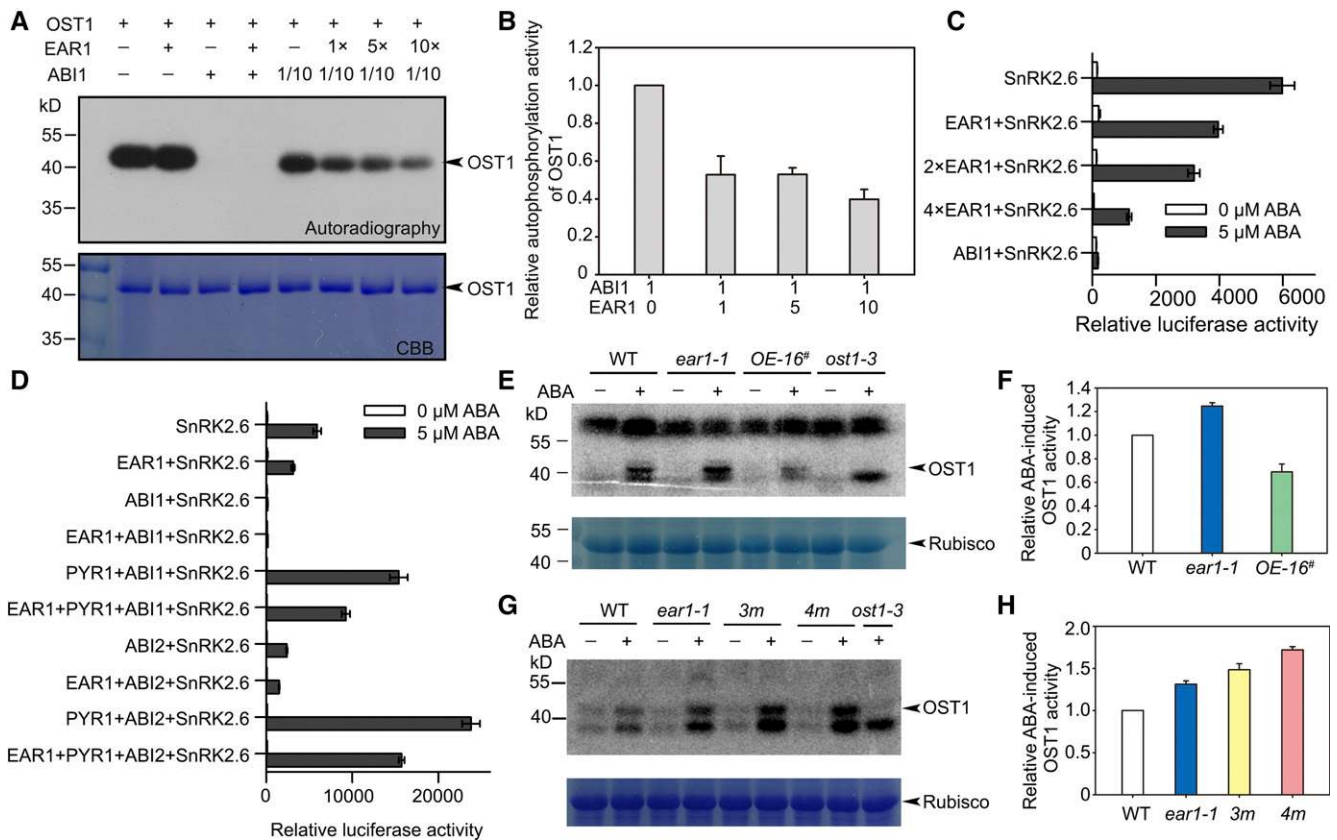 A
OST1 + + + + + + + +
EAR1 − + − + − 1× 5× 10×
ABI1 − − + + 1/10 1/10 1/10 1/10
kD
55
40
35
OST1
Autoradiography
55
40
35
OST1
CBB
B
Relative autophosphorylation activity
of OST1
1.2
1
0.8
0.6
0.4
0.2
0
ABI1 1 1 1 1
EAR1 0 1 5 10
C
SnRK2.6
EAR1+SnRK2.6
2×EAR1+SnRK2.6
4×EAR1+SnRK2.6
ABI1+SnRK2.6
0 µM ABA
5 µM ABA
0 2000 4000 6000
Relative luciferase activity
D
0 µM ABA
5 µM ABA
SnRK2.6
EAR1+SnRK2.6
ABI1+SnRK2.6
EAR1+ABI1+SnRK2.6
PYR1+ABI1+SnRK2.6
EAR1+PYR1+ABI1+SnRK2.6
ABI2+SnRK2.6
EAR1+ABI2+SnRK2.6
PYR1+ABI2+SnRK2.6
EAR1+PYR1+ABI2+SnRK2.6
0 10000 20000
Relative luciferase activity
E
WT ear1-1 OE-16# ost1-3
ABA − + − + − + − +
kD
55
40
OST1
55
40
Rubisco
F
Relative ABA-induced
OST1 activity
1.4
1.2
1
0.8
0.6
0.4
0.2
0
WT ear1-1 OE-16#
G
WT ear1-1 3m 4m ost1-3
ABA − + − + − + − + +
kD
55
40
OST1
Rubisco
H
Relative ABA-induced
OST1 activity
2.0
1.5
1.0
0.5
0.0
WT ear1-1 3m 4m